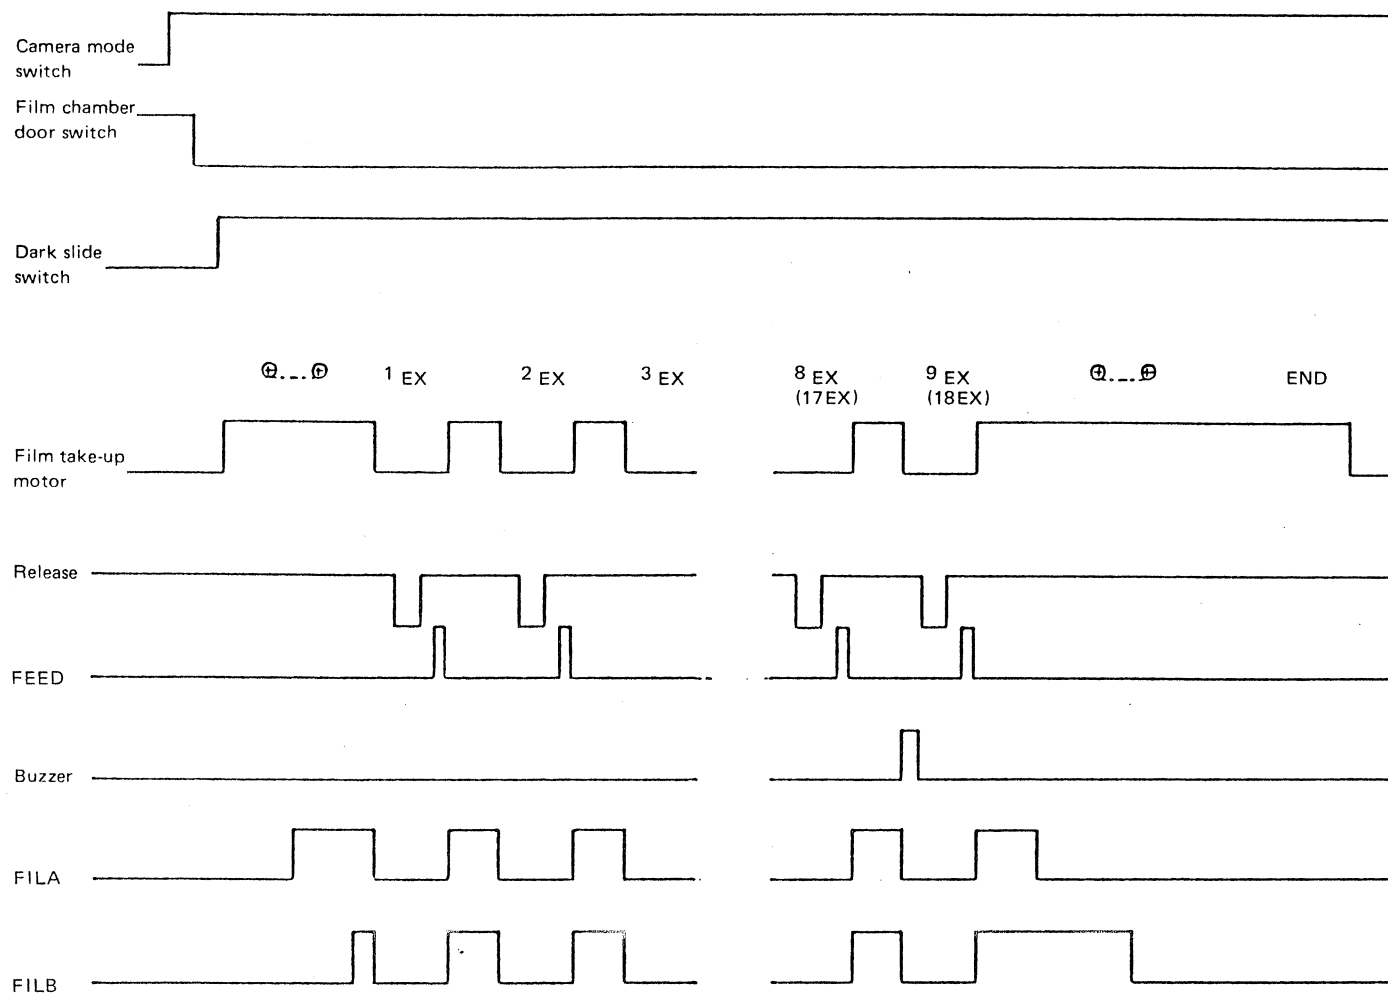 Camera mode
switch
Film chamber
door switch
Dark slide
switch
⊕...⊕ 1 EX 2 EX 3 EX 8 EX 9 EX ⊕...⊕ END
(17EX) (18EX)
Film take-up
motor
Release
FEED
Buzzer
FILA
FILB